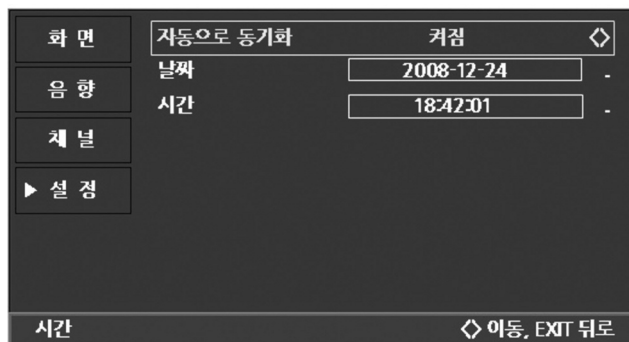 화 면
음 향
채 널
▶ 설 정
자동으로 동기화 켜짐 <>
날짜 2008-12-24 .
시간 18:42:01 .
시간 <> 이동, EXIT 뒤로